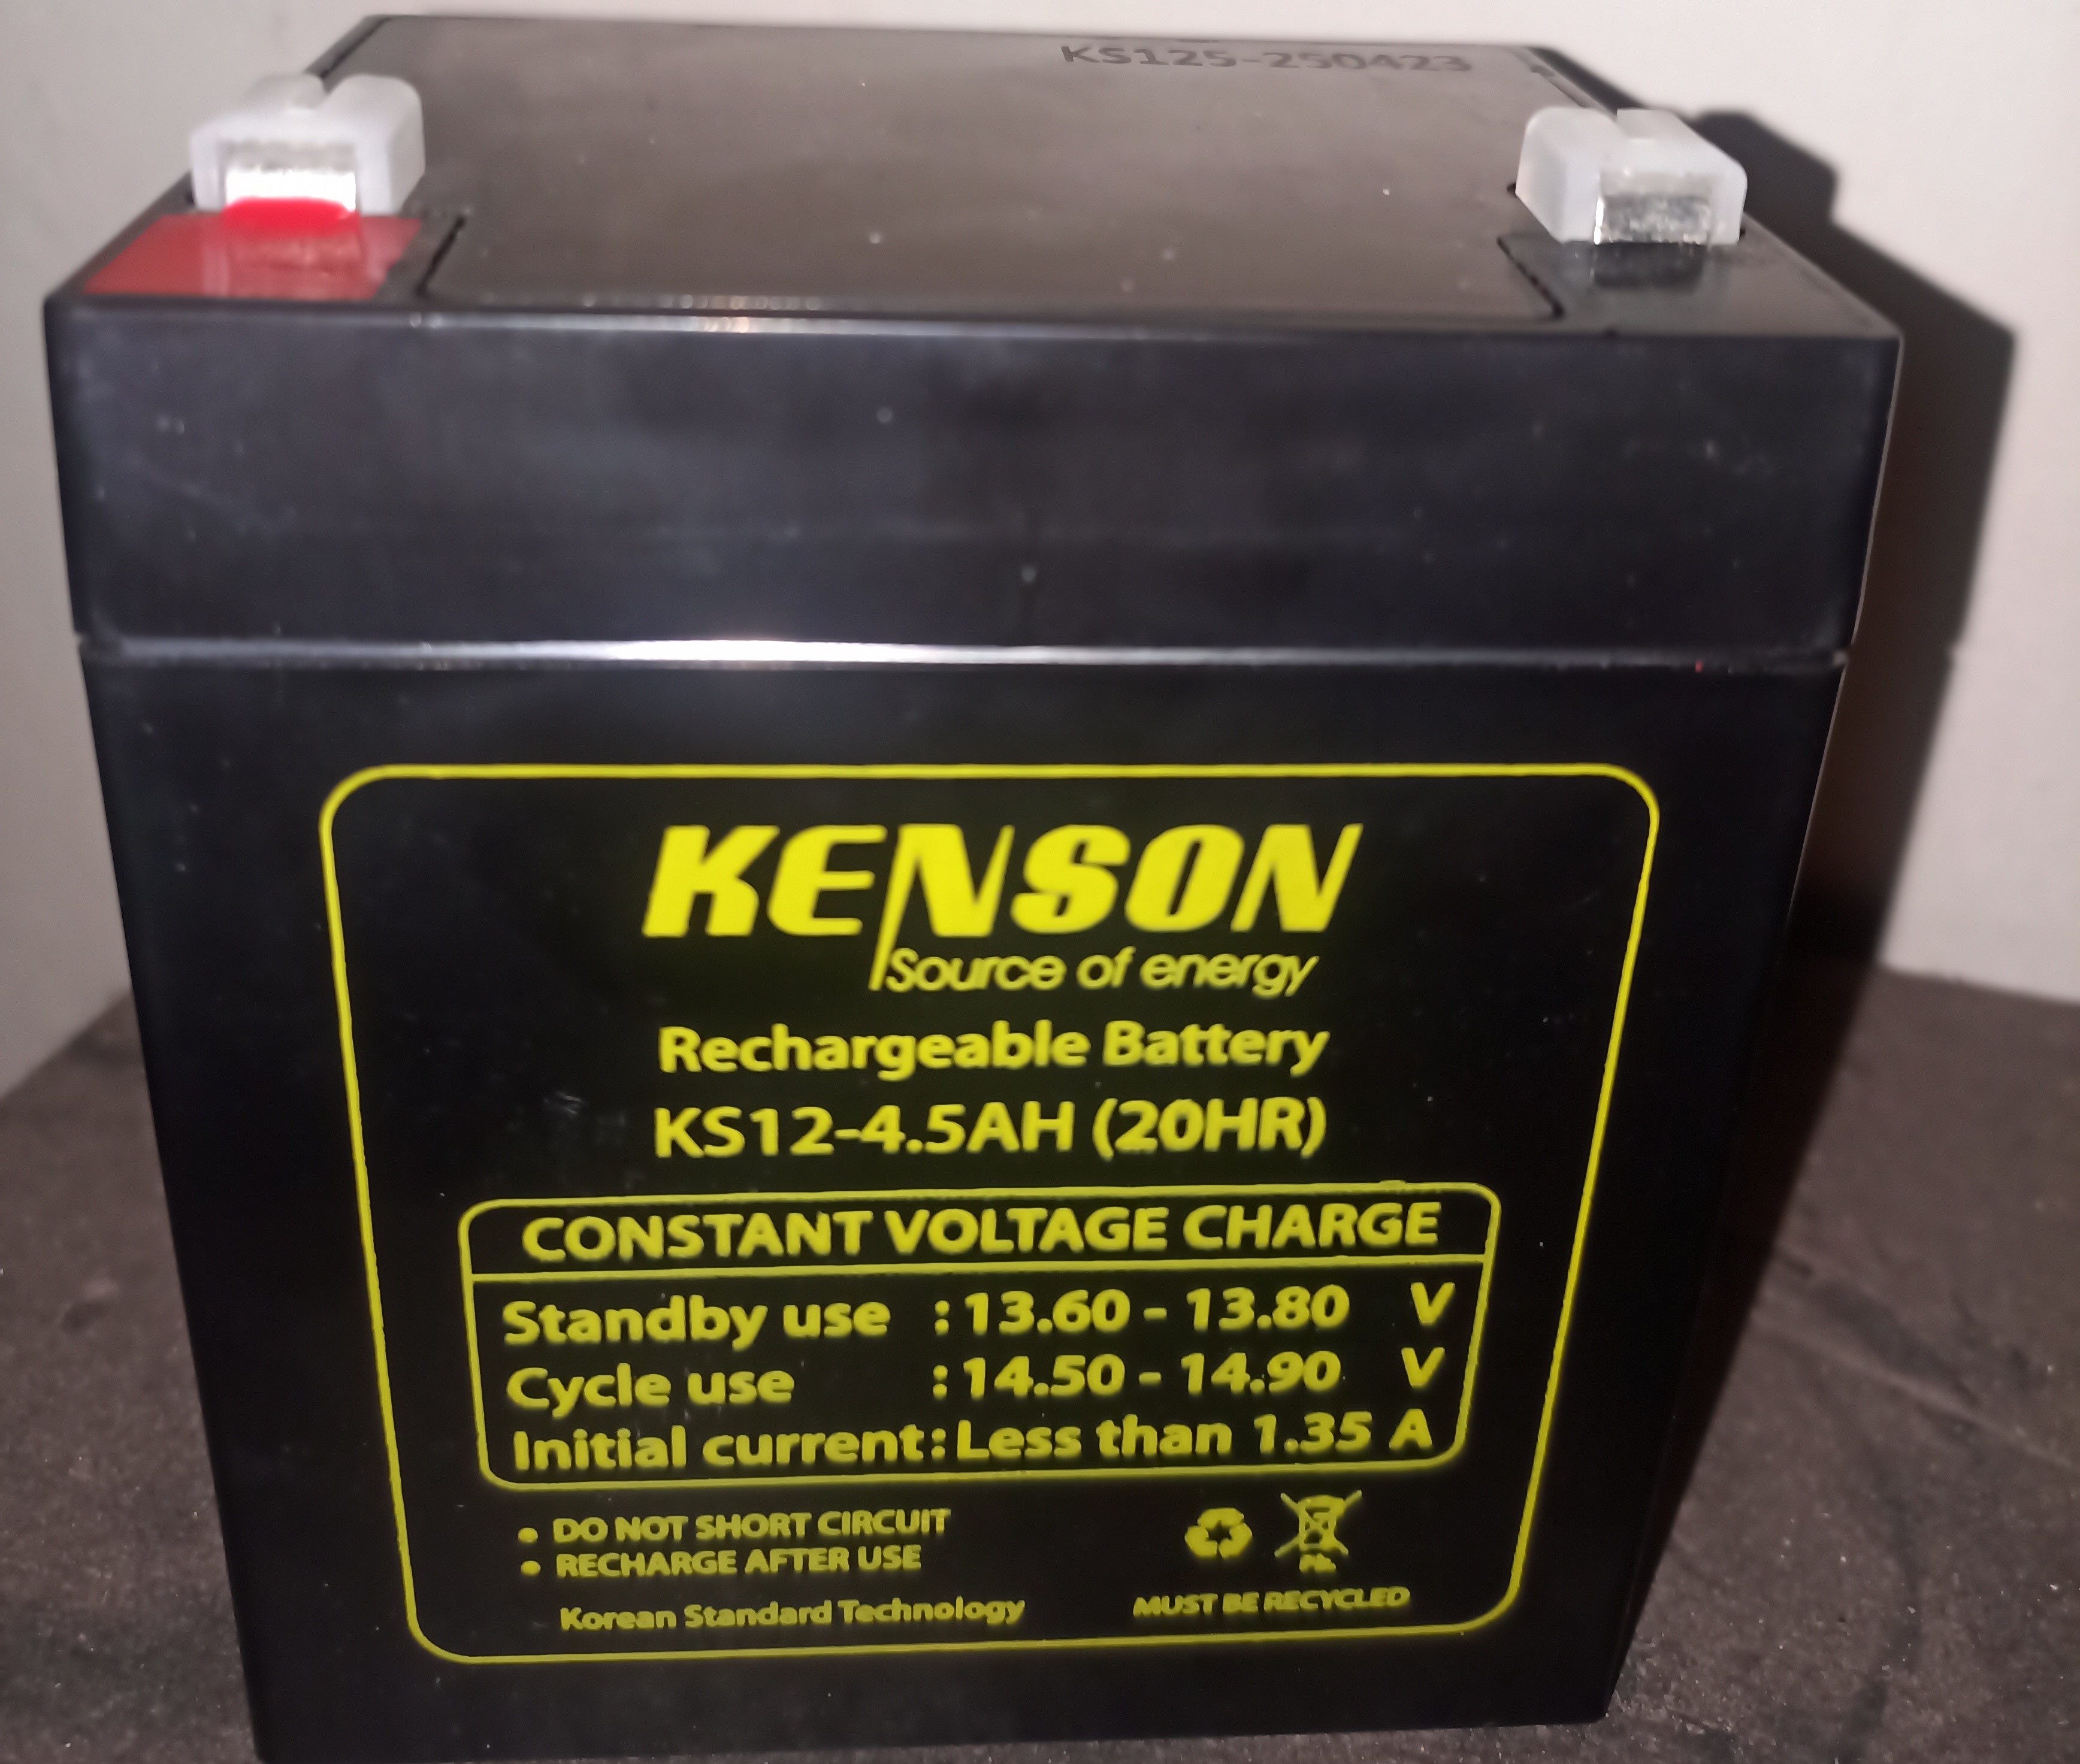 KS125-250423
KENSON
Source of energy
Rechargeable Battery
KS12-4.5AH (20HR)
CONSTANT VOLTAGE CHARGE
Standby use : 13.60 - 13.80 V
Cycle use : 14.50 - 14.90 V
Initial current : Less than 1.35 A
• DO NOT SHORT CIRCUIT
• RECHARGE AFTER USE
Pb
Korean Standard Technology
MUST BE RECYCLED